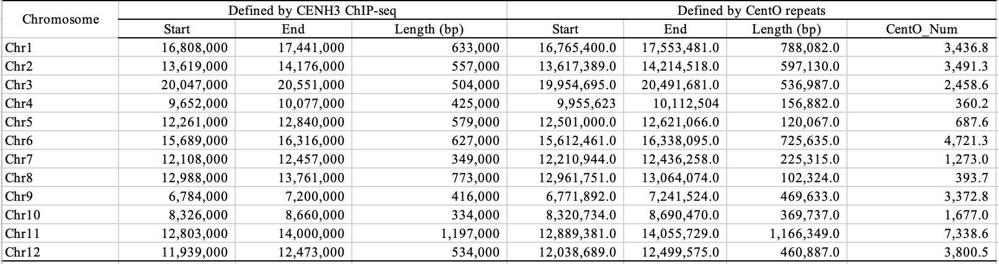 Chromosome Defined by CENH3 ChIP-seq Defined by CentO repeats
Start End Length (bp) Start End Length (bp) CentO_Num
Chr1 16,808,000 17,441,000 633,000 16,765,400.0 17,553,481.0 788,082.0 3,436.8
Chr2 13,619,000 14,176,000 557,000 13,617,389.0 14,214,518.0 597,130.0 3,491.3
Chr3 20,047,000 20,551,000 504,000 19,954,695.0 20,491,681.0 536,987.0 2,458.6
Chr4 9,652,000 10,077,000 425,000 9,955,623 10,112,504 156,882.0 360.2
Chr5 12,261,000 12,840,000 579,000 12,501,000.0 12,621,066.0 120,067.0 687.6
Chr6 15,689,000 16,316,000 627,000 15,612,461.0 16,338,095.0 725,635.0 4,721.3
Chr7 12,108,000 12,457,000 349,000 12,210,944.0 12,436,258.0 225,315.0 1,273.0
Chr8 12,988,000 13,761,000 773,000 12,961,751.0 13,064,074.0 102,324.0 393.7
Chr9 6,784,000 7,200,000 416,000 6,771,892.0 7,241,524.0 469,633.0 3,372.8
Chr10 8,326,000 8,660,000 334,000 8,320,734.0 8,690,470.0 369,737.0 1,677.0
Chr11 12,803,000 14,000,000 1,197,000 12,889,381.0 14,055,729.0 1,166,349.0 7,338.6
Chr12 11,939,000 12,473,000 534,000 12,038,689.0 12,499,575.0 460,887.0 3,800.5